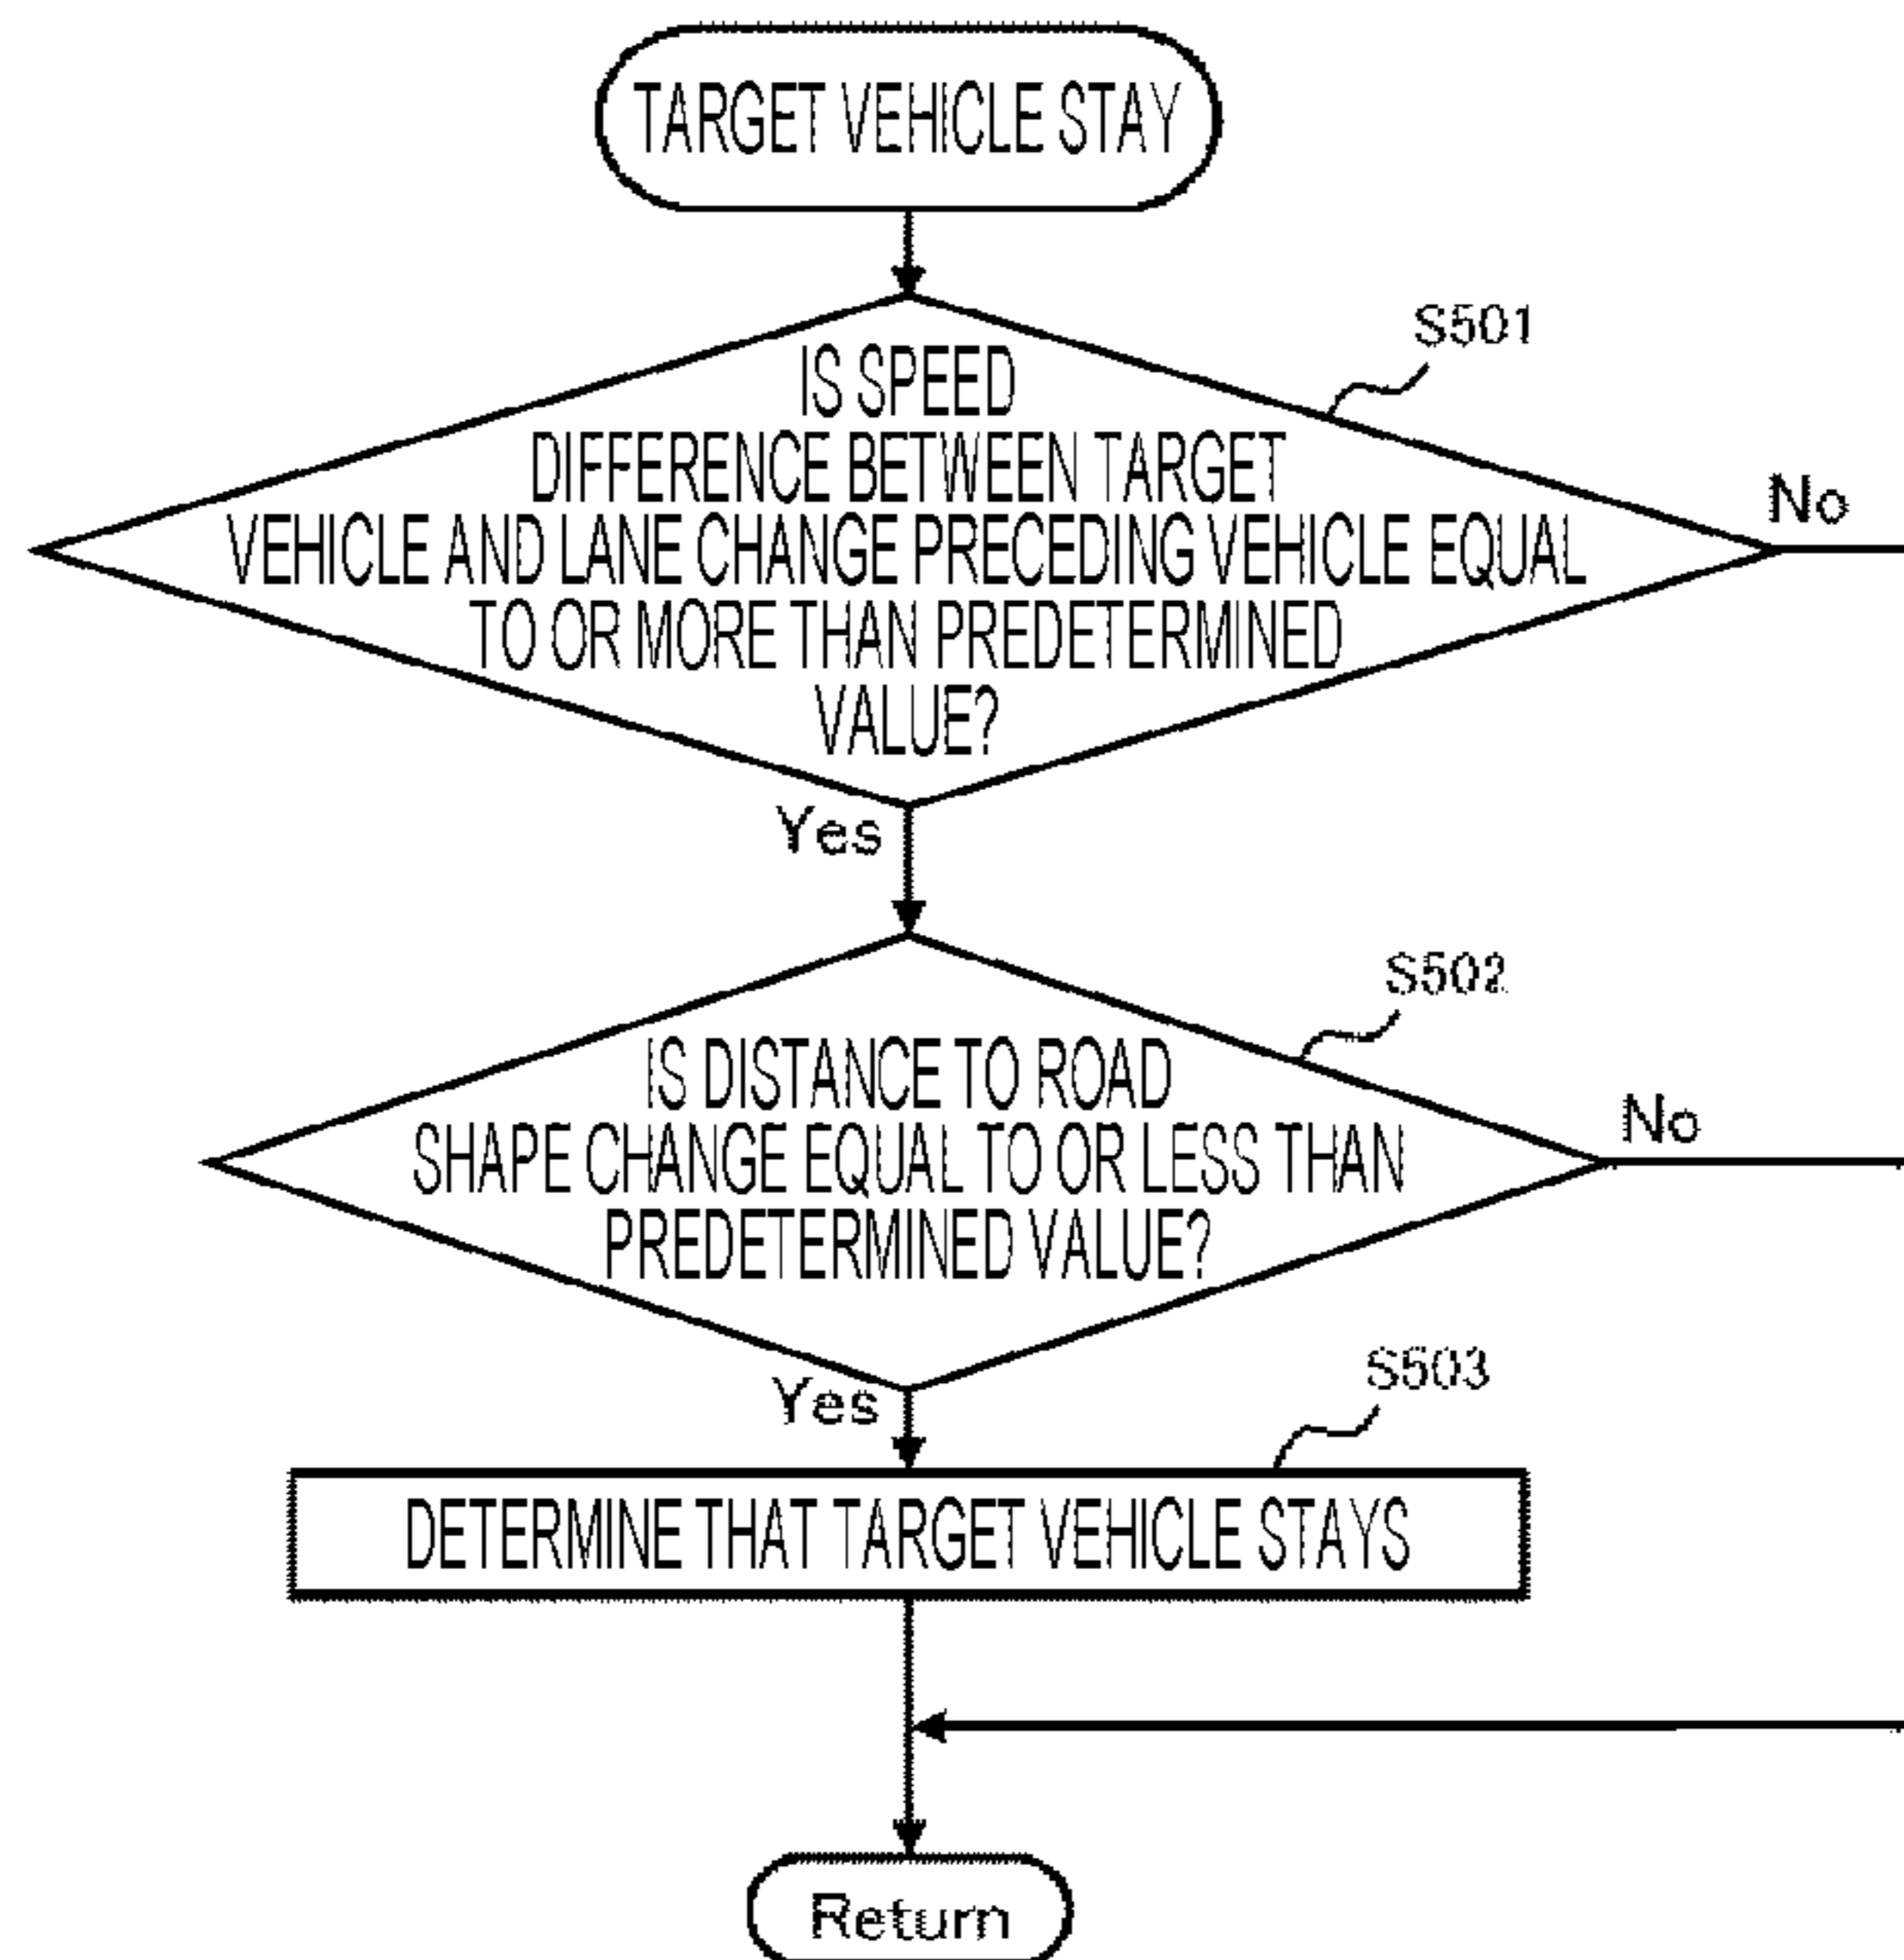 TARGET VEHICLE STAY
S501
IS SPEED
DIFFERENCE BETWEEN TARGET
VEHICLE AND LANE CHANGE PRECEDING VEHICLE EQUAL
TO OR MORE THAN PREDETERMINED
VALUE?
No
Yes
S502
IS DISTANCE TO ROAD
SHAPE CHANGE EQUAL TO OR LESS THAN
PREDETERMINED VALUE?
No
Yes
S503
DETERMINE THAT TARGET VEHICLE STAYS
Return